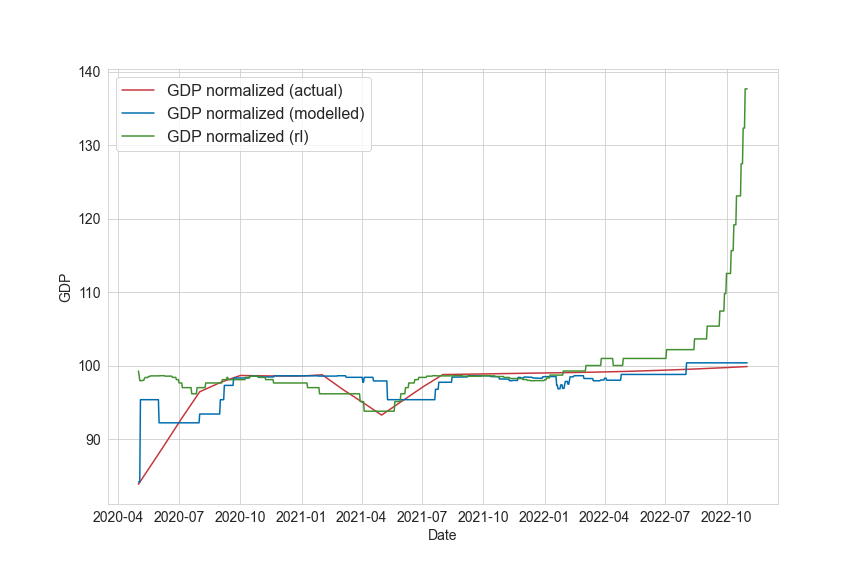 140
130
120
110
100
90
GDP
GDP normalized (actual)
GDP normalized (modelled)
GDP normalized (rl)
2020-04 2020-07 2020-10 2021-01 2021-04 2021-07 2021-10 2022-01 2022-04 2022-07 2022-10
Date